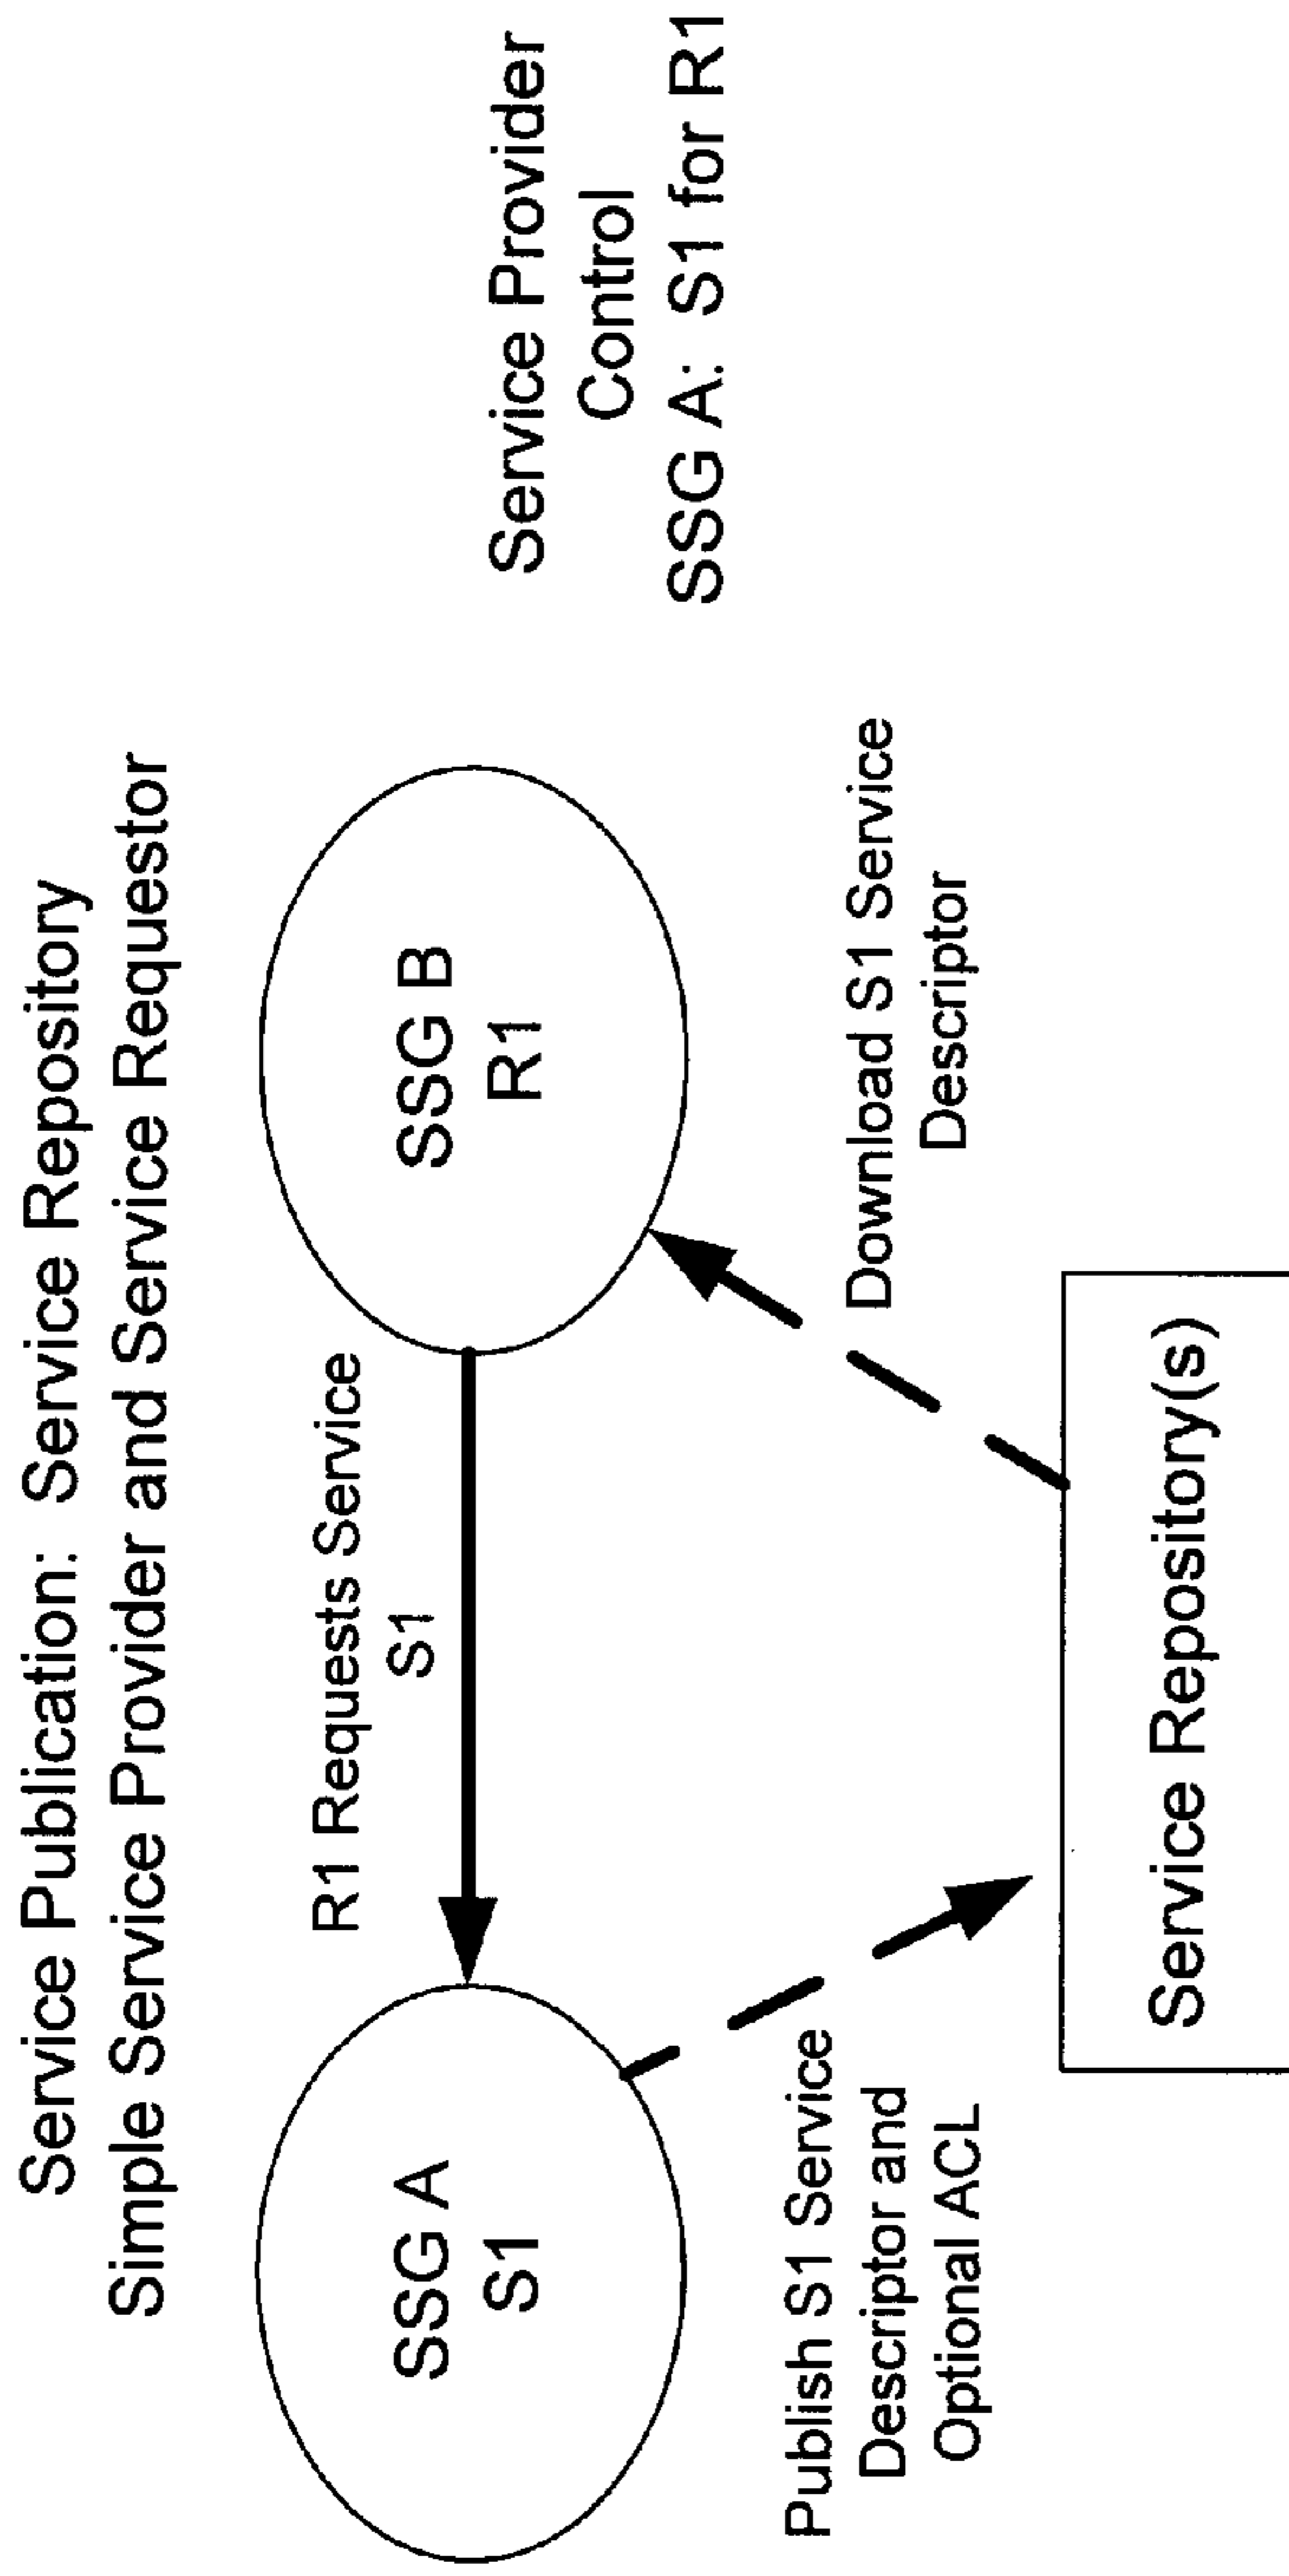 Service Publication: Service Repository
Simple Service Provider and Service Requestor
SSG A
S1
R1 Requests Service
S1
SSG B
R1
Service Provider
Control
SSG A: S1 for R1
Publish S1 Service
Descriptor and
Optional ACL
Download S1 Service
Descriptor
Service Repository(s)